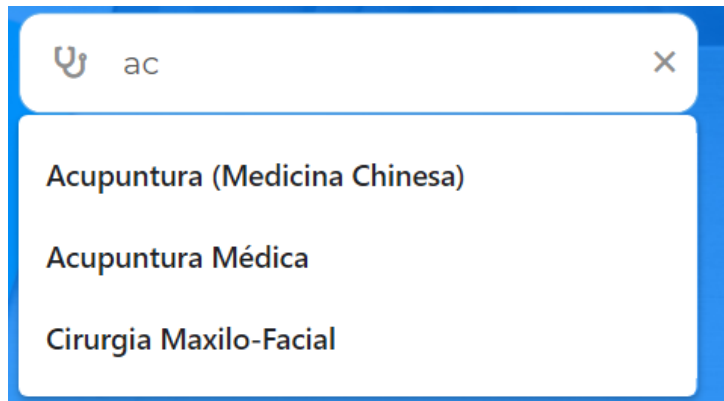 ac
Acupuntura (Medicina Chinesa)
Acupuntura Médica
Cirurgia Maxilo-Facial